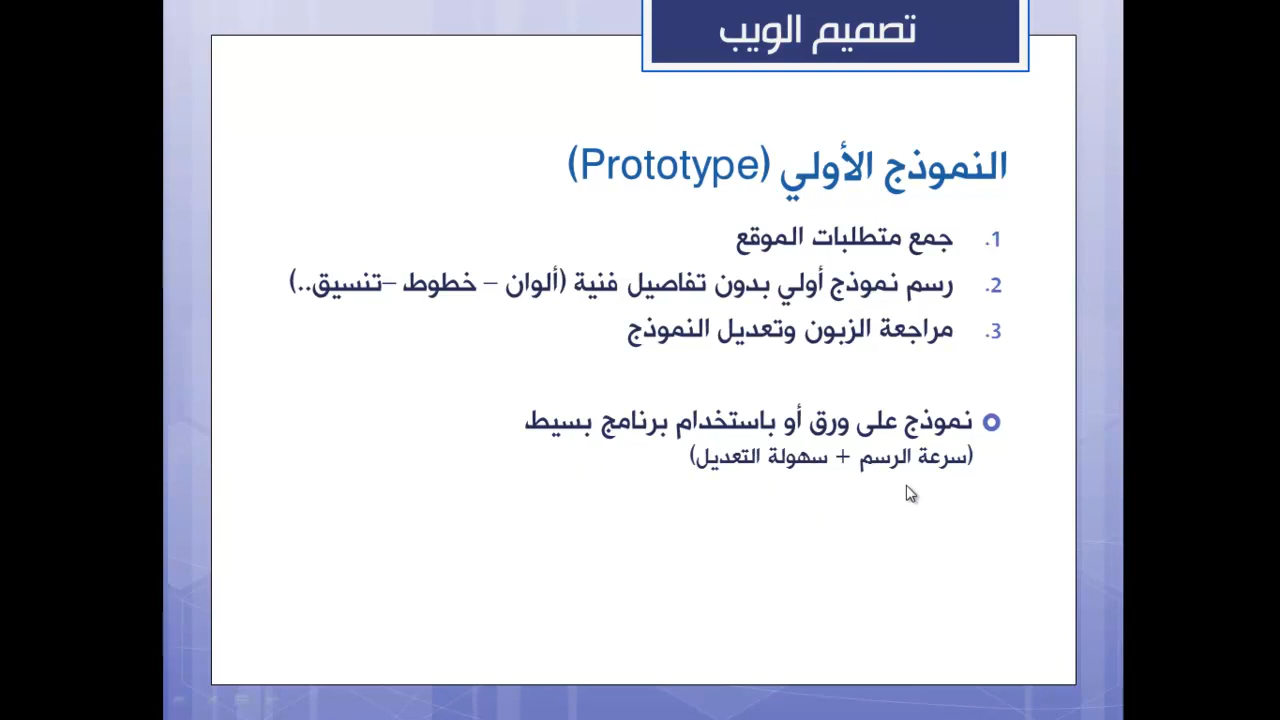 تصميم الويب
النموذج الأولي (Prototype)
1. جمع متطلبات الموقع
2. رسم نموذج أولي بدون تفاصيل فنية (ألوان – خطوط –تنسيق..)
3. مراجعة الزبون وتعديل النموذج
نموذج على ورق أو باستخدام برنامج بسيط
(سرعة الرسم + سهولة التعديل)